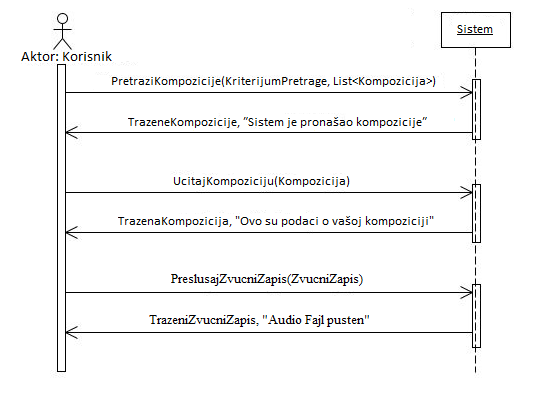 Sistem
Aktor: Korisnik
PretraziKompozicije(KriterijumPretrage, List<Kompozicija>)
TrazeneKompozicije, “Sistem je pronašao kompozicije”
UcitajKompoziciju(Kompozicija)
TrazenaKompozicija, "Ovo su podaci o vašoj kompoziciji"
PreslusajZvucniZapis(ZvucniZapis)
TrazeniZvucniZapis, "Audio Fajl pusten"